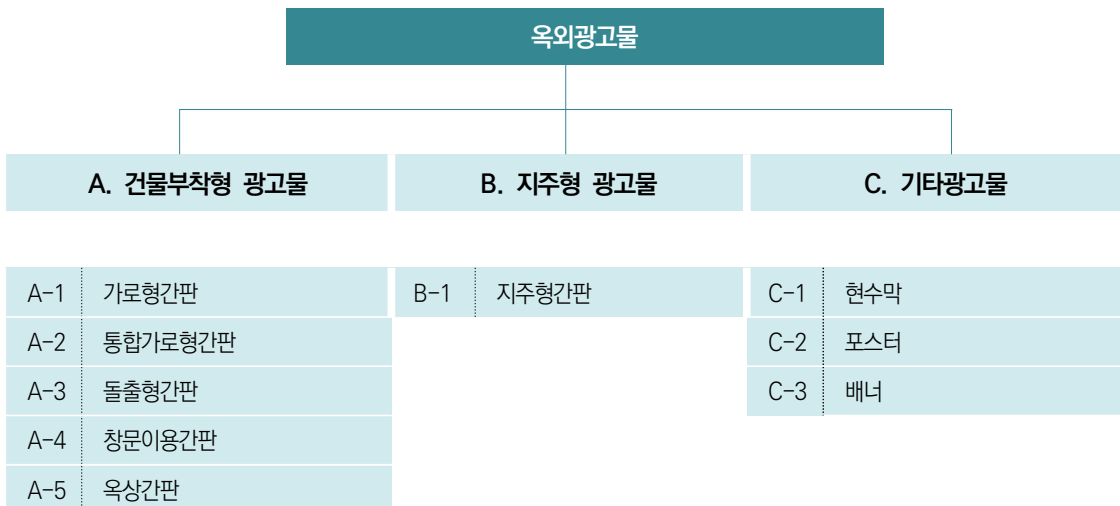 옥외광고물
A. 건물부착형 광고물
B. 지주형 광고물
C. 기타광고물
A-1 가로형간판
A-2 통합가로형간판
A-3 돌출형간판
A-4 창문이용간판
A-5 옥상간판
B-1 지주형간판
C-1 현수막
C-2 포스터
C-3 배너